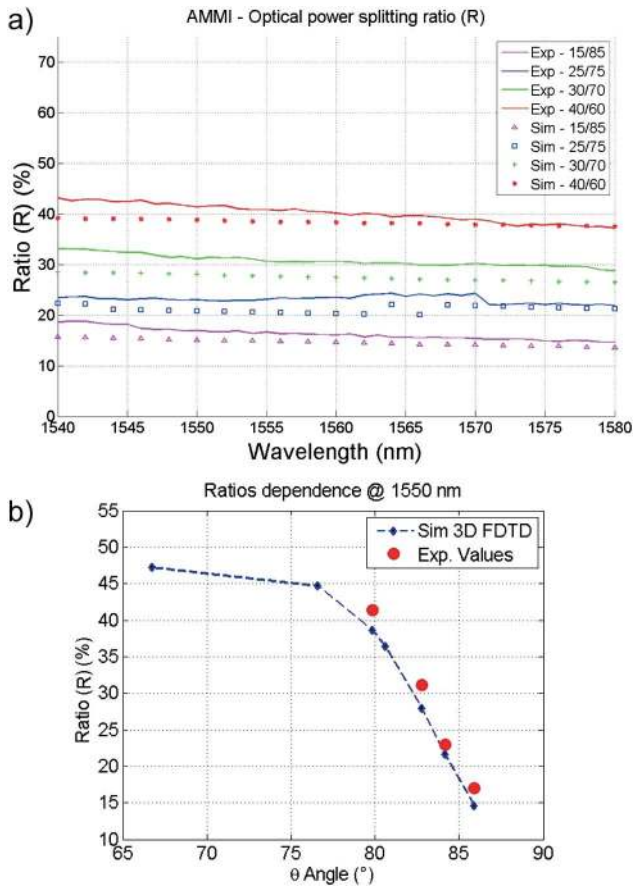 a)
AMMI - Optical power splitting ratio (R)
Ratio (R) (%)
70
60
50
40
30
20
10
0
Exp - 15/85
Exp - 25/75
Exp - 30/70
Exp - 40/60
Sim - 15/85
Sim - 25/75
Sim - 30/70
Sim - 40/60
1540 1545 1550 1555 1560 1565 1570 1575 1580
Wavelength (nm)
b)
Ratios dependence @ 1550 nm
Ratio (R) (%)
55
50
45
40
35
30
25
20
15
10
Sim 3D FDTD
Exp. Values
65 70 75 80 85 90
θ Angle (°)